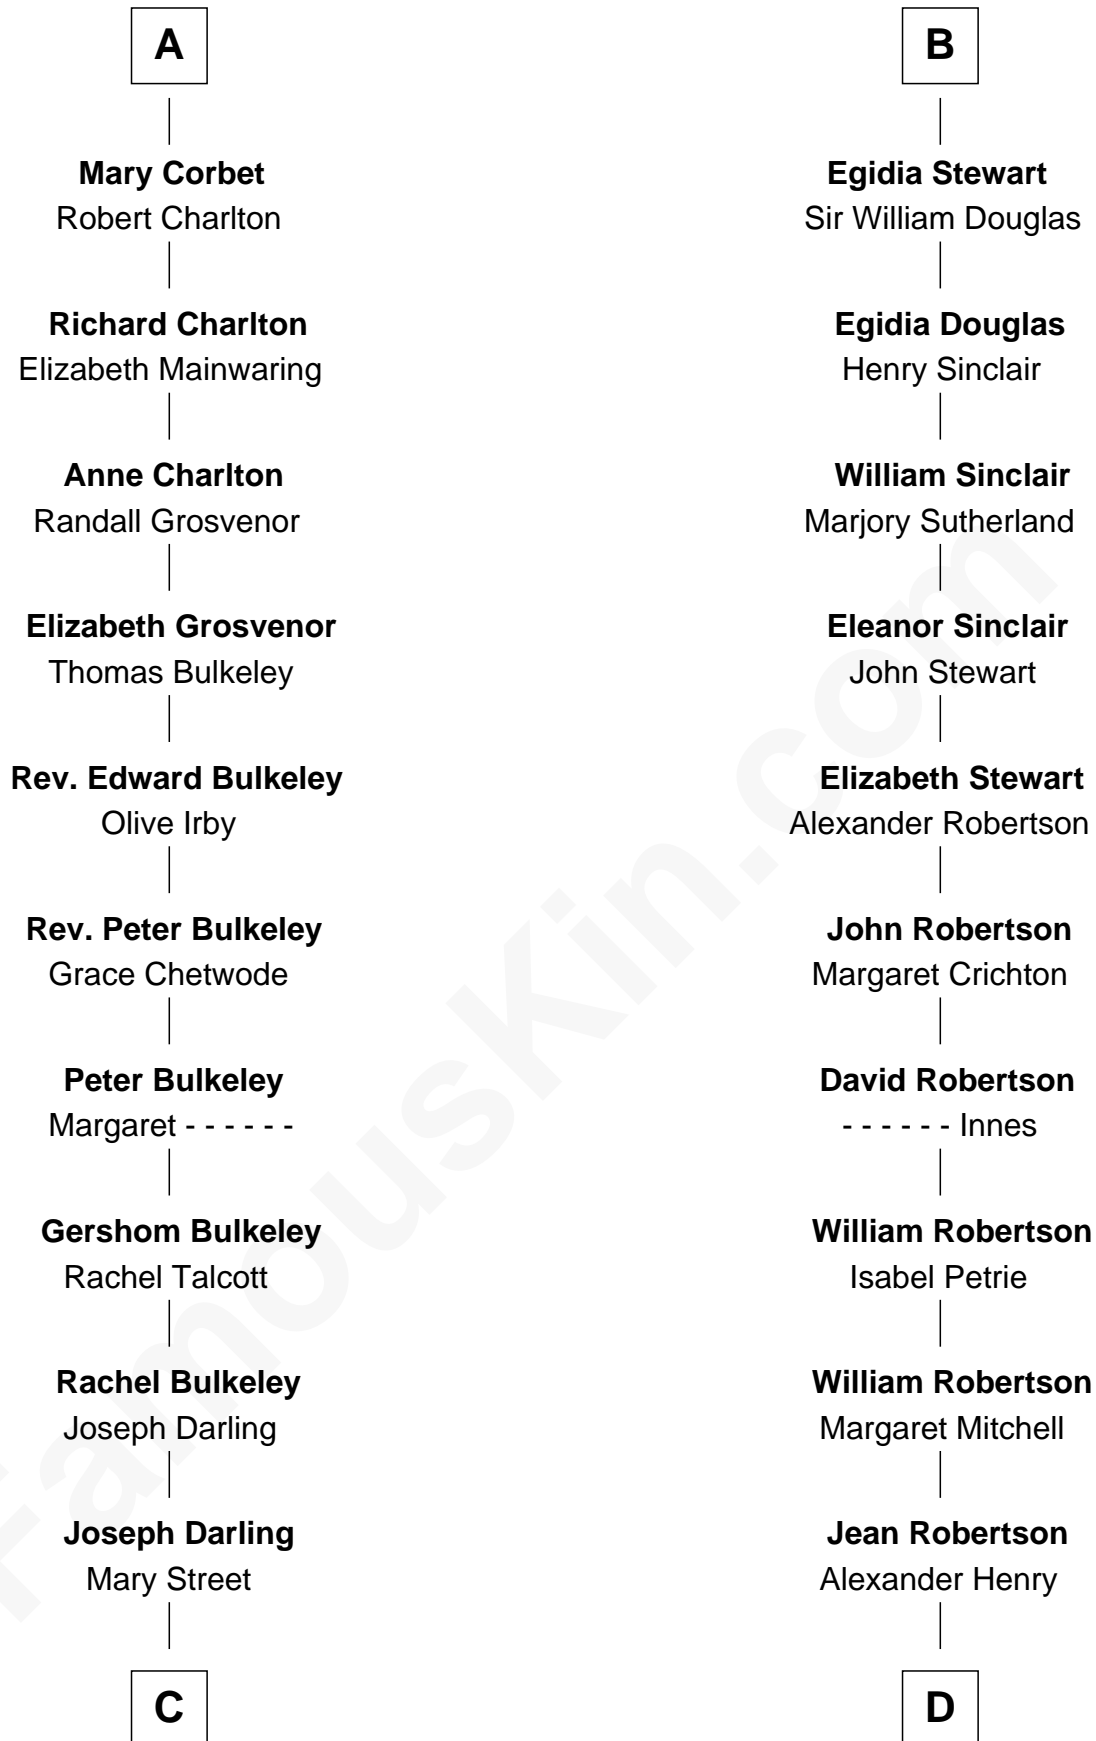 A
Mary Corbet
Robert Charlton
Richard Charlton
Elizabeth Mainwaring
Anne Charlton
Randall Grosvenor
Elizabeth Grosvenor
Thomas Bulkeley
Rev. Edward Bulkeley
Olive Irby
Rev. Peter Bulkeley
Grace Chetwode
Peter Bulkeley
Margaret - - - - - -
Gershom Bulkeley
Rachel Talcott
Rachel Bulkeley
Joseph Darling
Joseph Darling
Mary Street
C
B
Egidia Stewart
Sir William Douglas
Egidia Douglas
Henry Sinclair
William Sinclair
Marjory Sutherland
Eleanor Sinclair
John Stewart
Elizabeth Stewart
Alexander Robertson
John Robertson
Margaret Crichton
David Robertson
- - - - - - Innes
William Robertson
Isabel Petrie
William Robertson
Margaret Mitchell
Jean Robertson
Alexander Henry
D
FamousKin.com